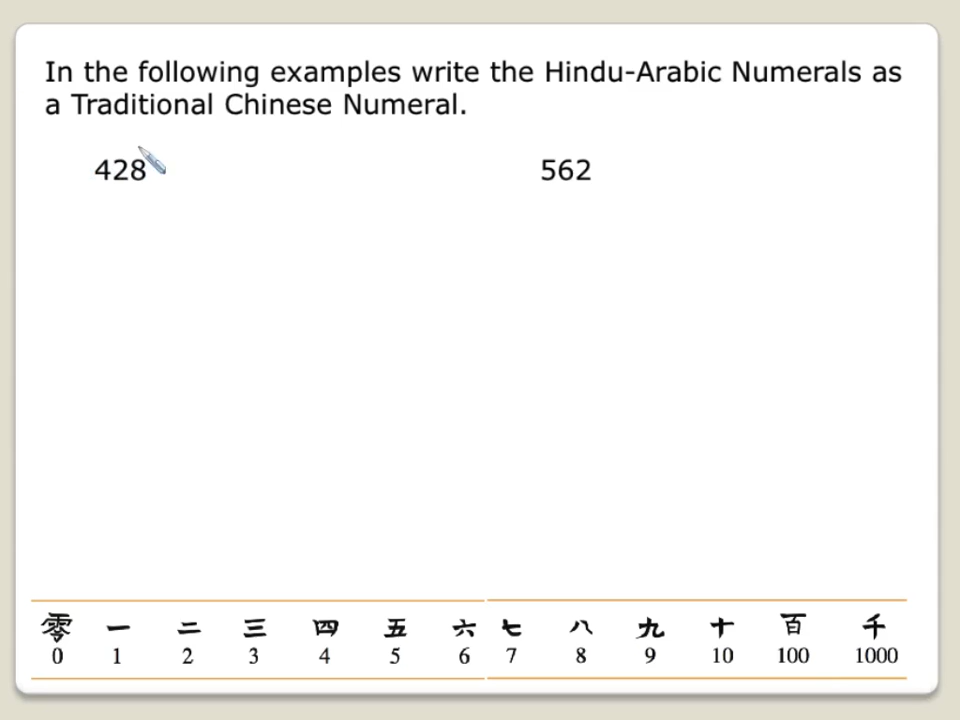 In the following examples write the Hindu-Arabic Numerals as
a Traditional Chinese Numeral.
428 562
零 一 二 三 四 五 六 七 八 九 十 百 千
0 1 2 3 4 5 6 7 8 9 10 100 1000